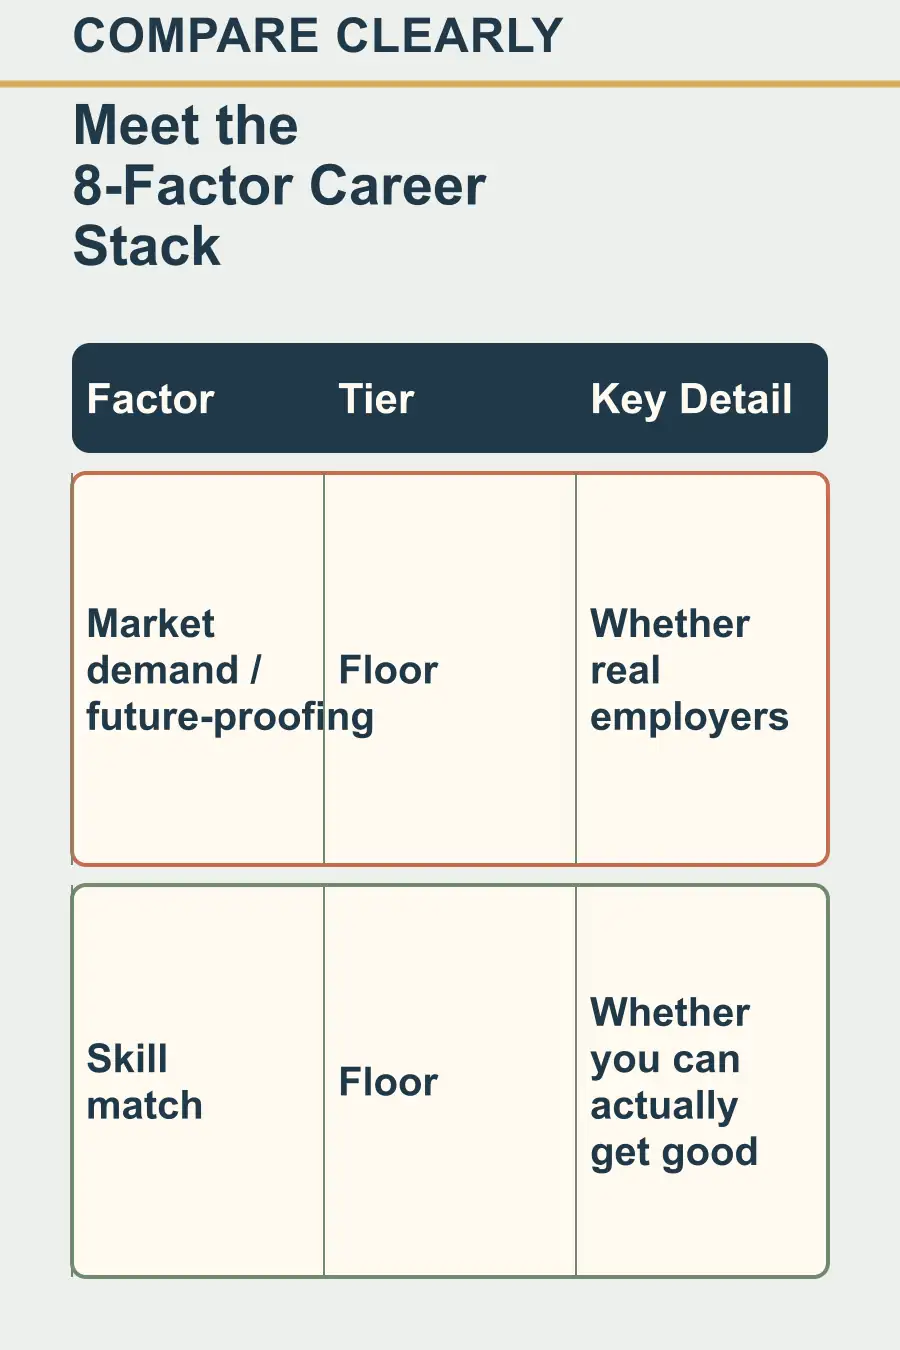 COMPARE CLEARLY
Meet the
8-Factor Career
Stack
Factor Tier Key Detail
Market
demand /
future-proofing
Floor
Whether
real
employers
Skill
match
Floor
Whether
you can
actually
get good